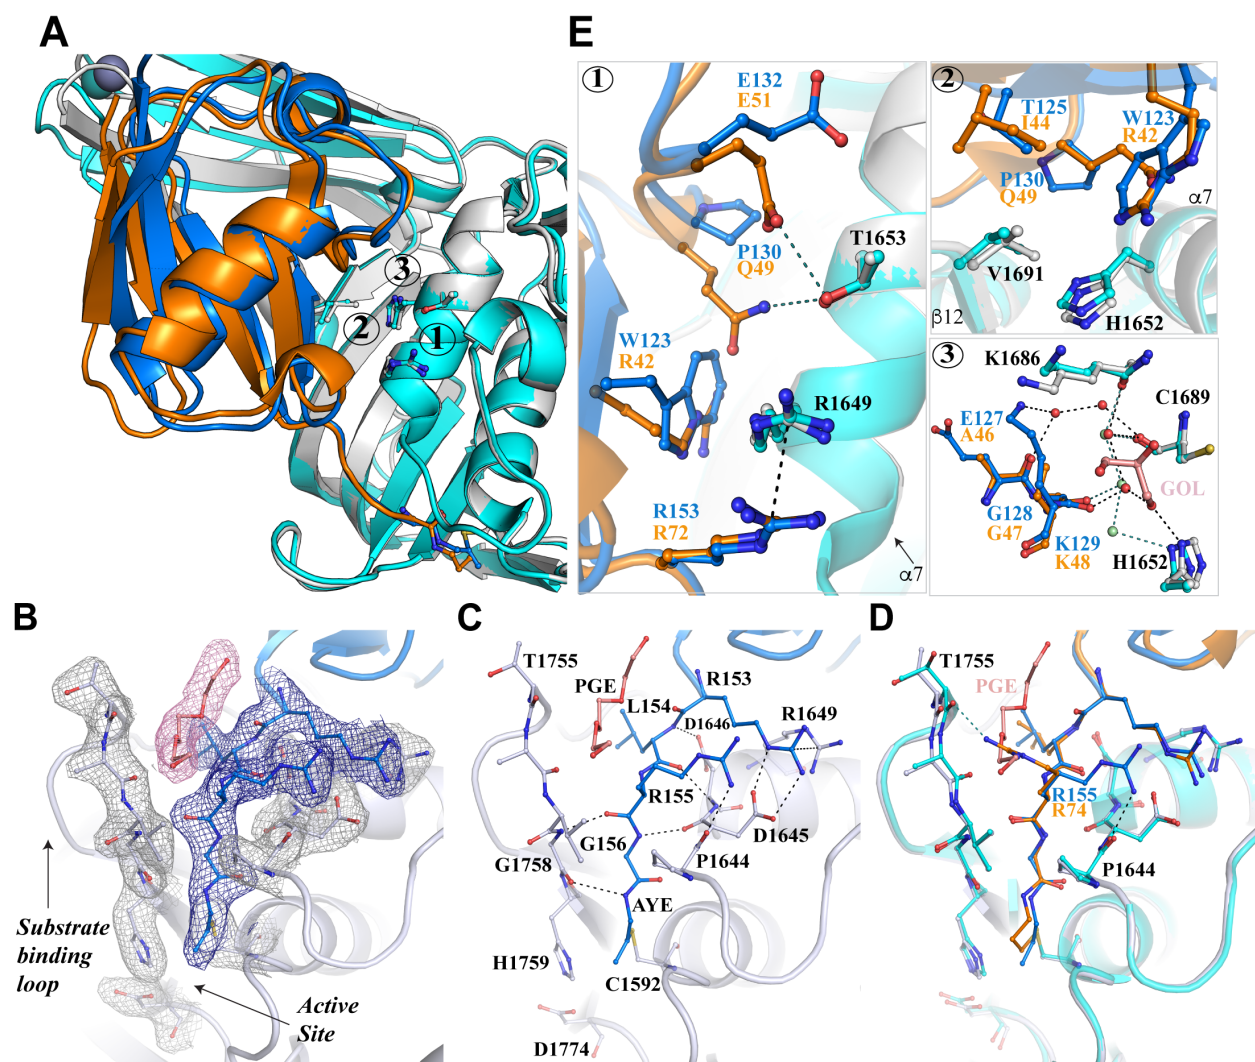 A
3
2
1
E
1
E132
E51
P130
Q49
T1653
W123
R42
R1649
R153
R72
α7
2
T125
I44
W123
R42
P130
Q49
α7
V1691
β12
H1652
3
K1686
C1689
E127
A46
GOL
G128
G47
K129
K48
H1652
B
Substrate
binding
loop
Active
Site
C
T1755
PGE
R153
L154
D1646
R1649
R155
G156
D1645
G1758
P1644
AYE
H1759
C1592
D1774
D
T1755
PGE
R155
R74
P1644